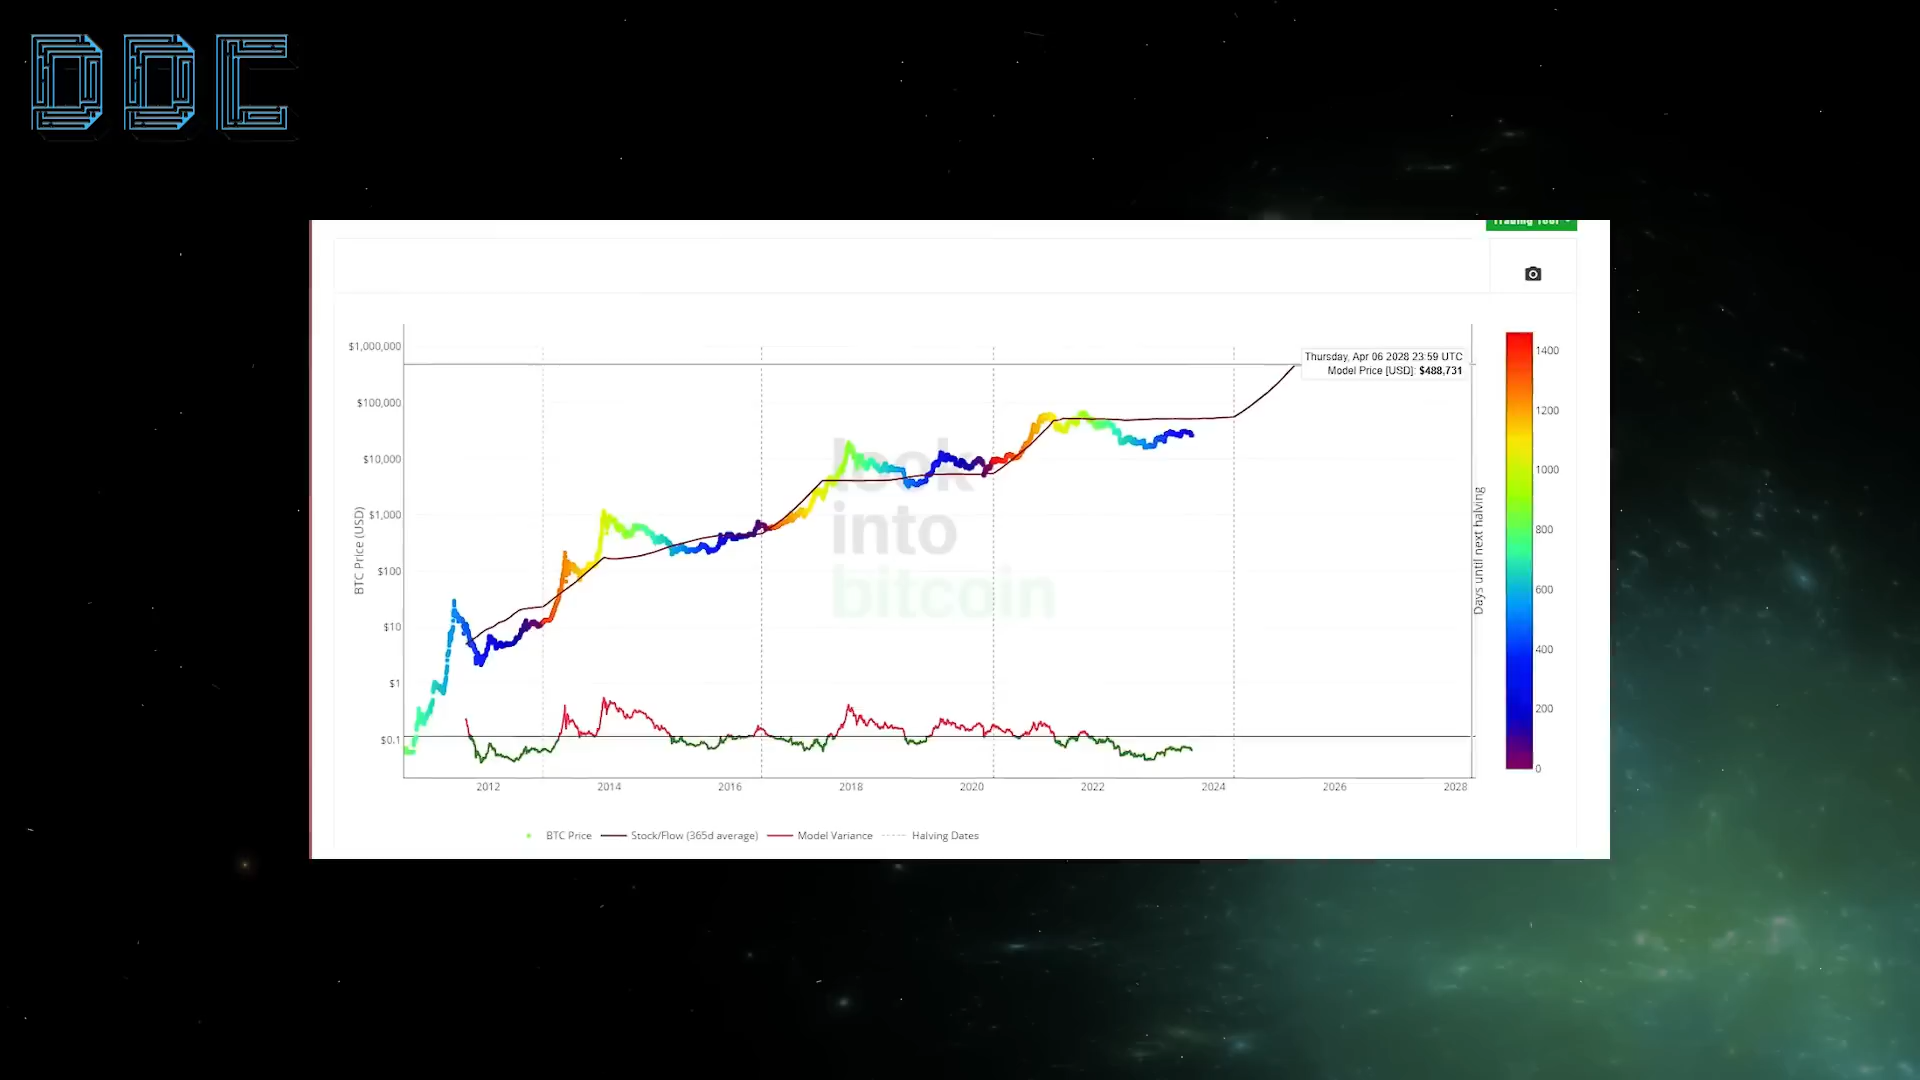 DDC
Trading Tool
Thursday, Apr 06 2028 23:59 UTC
Model Price [USD]: $488,731
$1,000,000
$100,000
$10,000
$1,000
$100
$10
$1
$0.1
BTC Price (USD)
look
into
bitcoin
2012
2014
2016
2018
2020
2022
2024
2026
2028
Days until next halving
1400
1200
1000
800
600
400
200
0
BTC Price
Stock/Flow (365d average)
Model Variance
Halving Dates